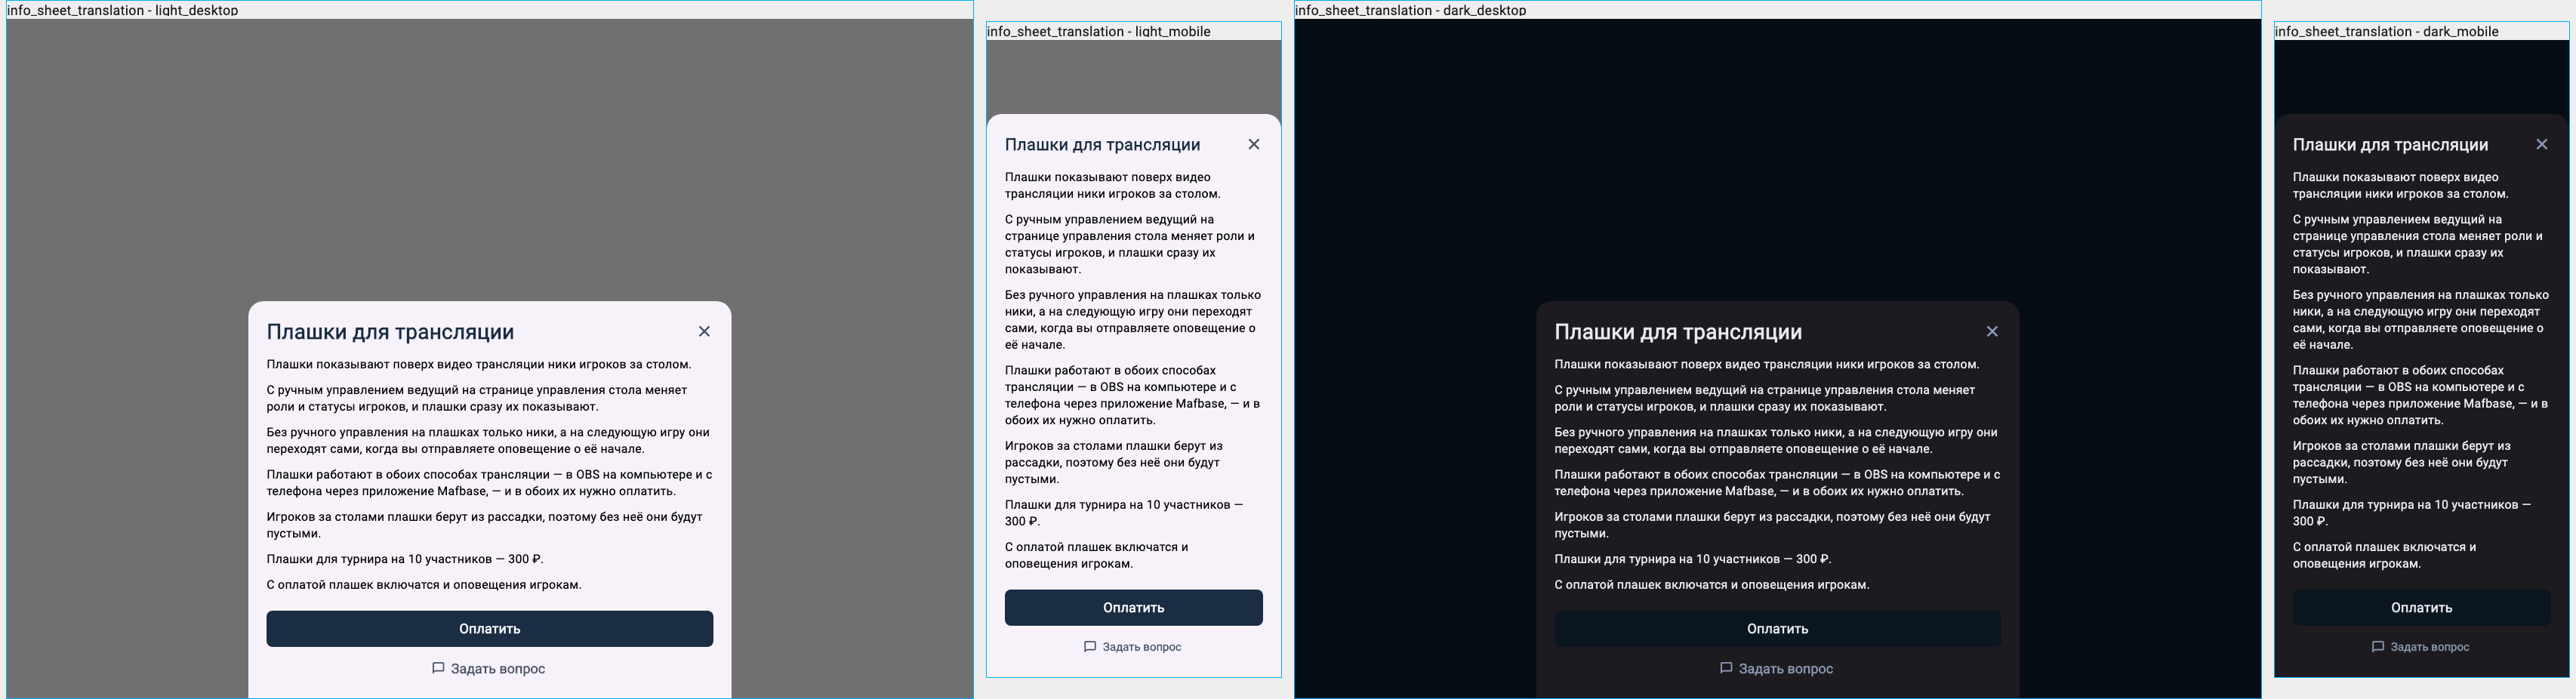 info_sheet_translation - light_desktop
Плашки для трансляции
Плашки показывают поверх видео трансляции ники игроков за столом.
С ручным управлением ведущий на странице управления стола меняет
роли и статусы игроков, и плашки сразу их показывают.
Без ручного управления на плашках только ники, а на следующую игру они
переходят сами, когда вы отправляете оповещение о её начале.
Плашки работают в обоих способах трансляции — в OBS на компьютере и с
телефона через приложение Mafbase, — и в обоих их нужно оплатить.
Игроков за столами плашки берут из рассадки, поэтому без неё они будут
пустыми.
Плашки для турнира на 10 участников — 300 ₽.
С оплатой плашек включатся и оповещения игрокам.
Оплатить
Задать вопрос
info_sheet_translation - light_mobile
Плашки для трансляции
Плашки показывают поверх видео
трансляции ники игроков за столом.
С ручным управлением ведущий на
странице управления стола меняет роли и
статусы игроков, и плашки сразу их
показывают.
Без ручного управления на плашках только
ники, а на следующую игру они переходят
сами, когда вы отправляете оповещение о
её начале.
Плашки работают в обоих способах
трансляции — в OBS на компьютере и с
телефона через приложение Mafbase, — и в
обоих их нужно оплатить.
Игроков за столами плашки берут из
рассадки, поэтому без неё они будут
пустыми.
Плашки для турнира на 10 участников —
300 ₽.
С оплатой плашек включатся и
оповещения игрокам.
Оплатить
Задать вопрос
info_sheet_translation - dark_desktop
Плашки для трансляции
Плашки показывают поверх видео трансляции ники игроков за столом.
С ручным управлением ведущий на странице управления стола меняет
роли и статусы игроков, и плашки сразу их показывают.
Без ручного управления на плашках только ники, а на следующую игру они
переходят сами, когда вы отправляете оповещение о её начале.
Плашки работают в обоих способах трансляции — в OBS на компьютере и с
телефона через приложение Mafbase, — и в обоих их нужно оплатить.
Игроков за столами плашки берут из рассадки, поэтому без неё они будут
пустыми.
Плашки для турнира на 10 участников — 300 ₽.
С оплатой плашек включатся и оповещения игрокам.
Оплатить
Задать вопрос
info_sheet_translation - dark_mobile
Плашки для трансляции
Плашки показывают поверх видео
трансляции ники игроков за столом.
С ручным управлением ведущий на
странице управления стола меняет роли и
статусы игроков, и плашки сразу их
показывают.
Без ручного управления на плашках только
ники, а на следующую игру они переходят
сами, когда вы отправляете оповещение о
её начале.
Плашки работают в обоих способах
трансляции — в OBS на компьютере и с
телефона через приложение Mafbase, — и в
обоих их нужно оплатить.
Игроков за столами плашки берут из
рассадки, поэтому без неё они будут
пустыми.
Плашки для турнира на 10 участников —
300 ₽.
С оплатой плашек включатся и
оповещения игрокам.
Оплатить
Задать вопрос